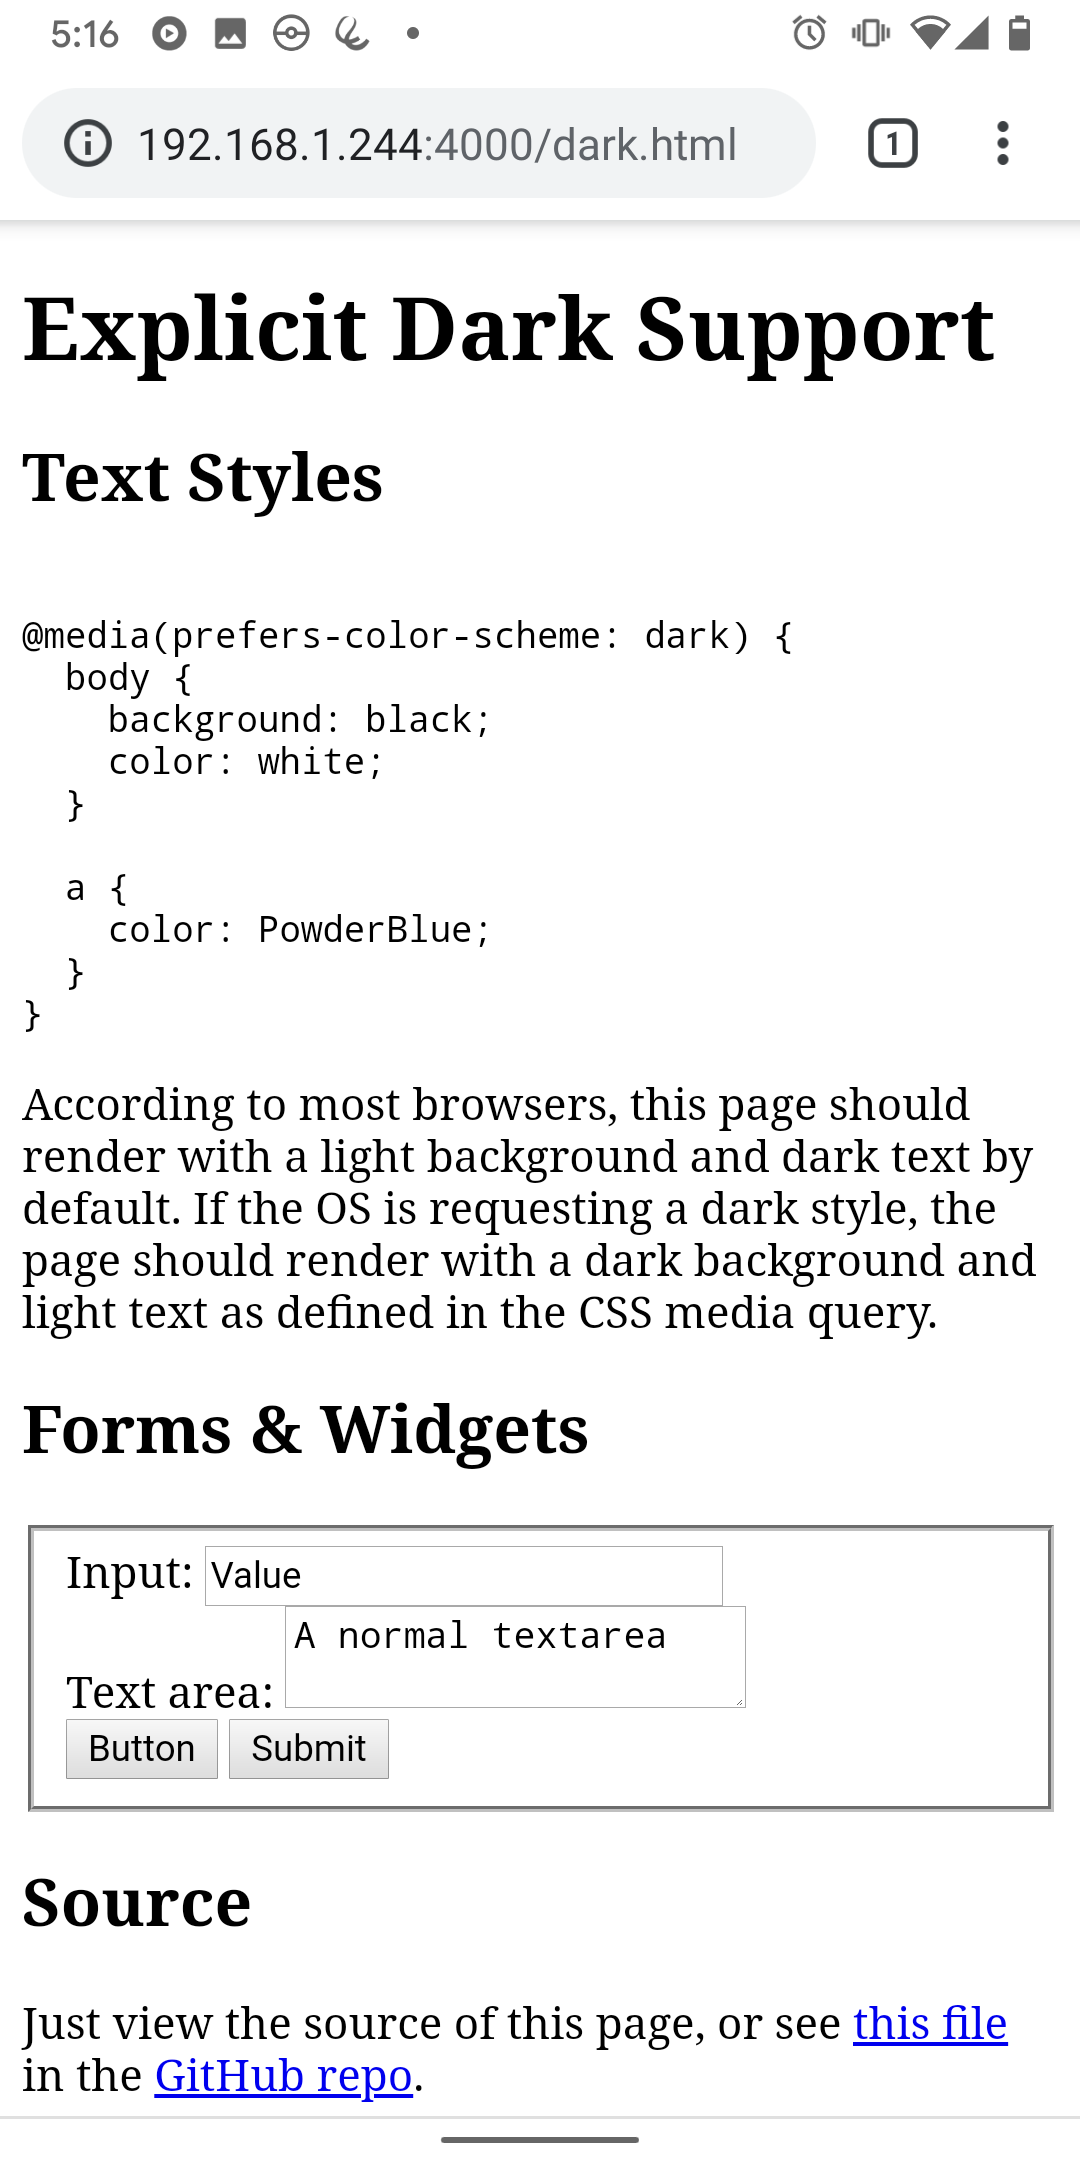 5:16
192.168.1.244:4000/dark.html
1
Explicit Dark Support
Text Styles
@media(prefers-color-scheme: dark) {
  body {
    background: black;
    color: white;
  }
  a {
    color: PowderBlue;
  }
}
According to most browsers, this page should
render with a light background and dark text by
default. If the OS is requesting a dark style, the
page should render with a dark background and
light text as defined in the CSS media query.
Forms & Widgets
Input: Value
A normal textarea
Text area:
Button Submit
Source
Just view the source of this page, or see this file
in the GitHub repo.